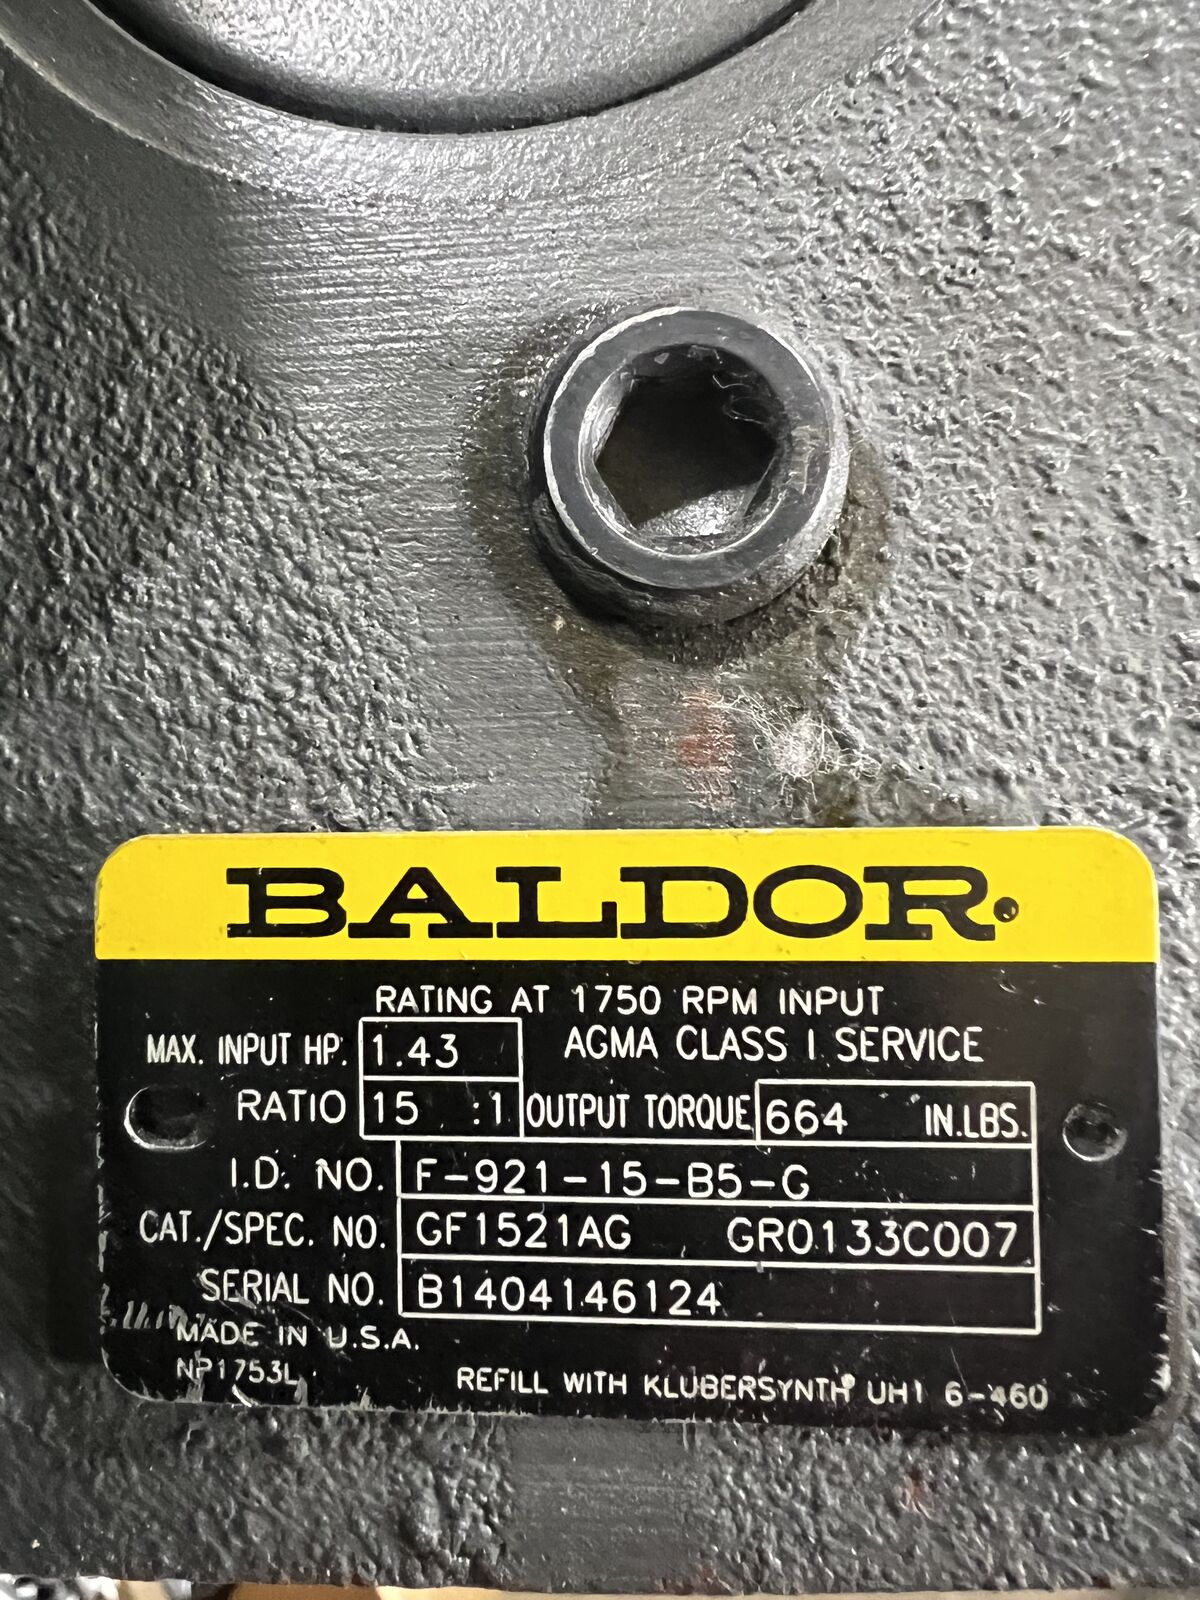 BALDOR.
RATING AT 1750 RPM INPUT
MAX. INPUT HP. 1.43 AGMA CLASS I SERVICE
RATIO 15 :1 OUTPUT TORQUE 664 IN.LBS.
I.D. NO. F-921-15-B5-G
CAT./SPEC. NO. GF1521AG GR0133C007
SERIAL NO. B1404146124
MADE IN U.S.A.
NP1753L
REFILL WITH KLUBERSYNTH UH1 6-460